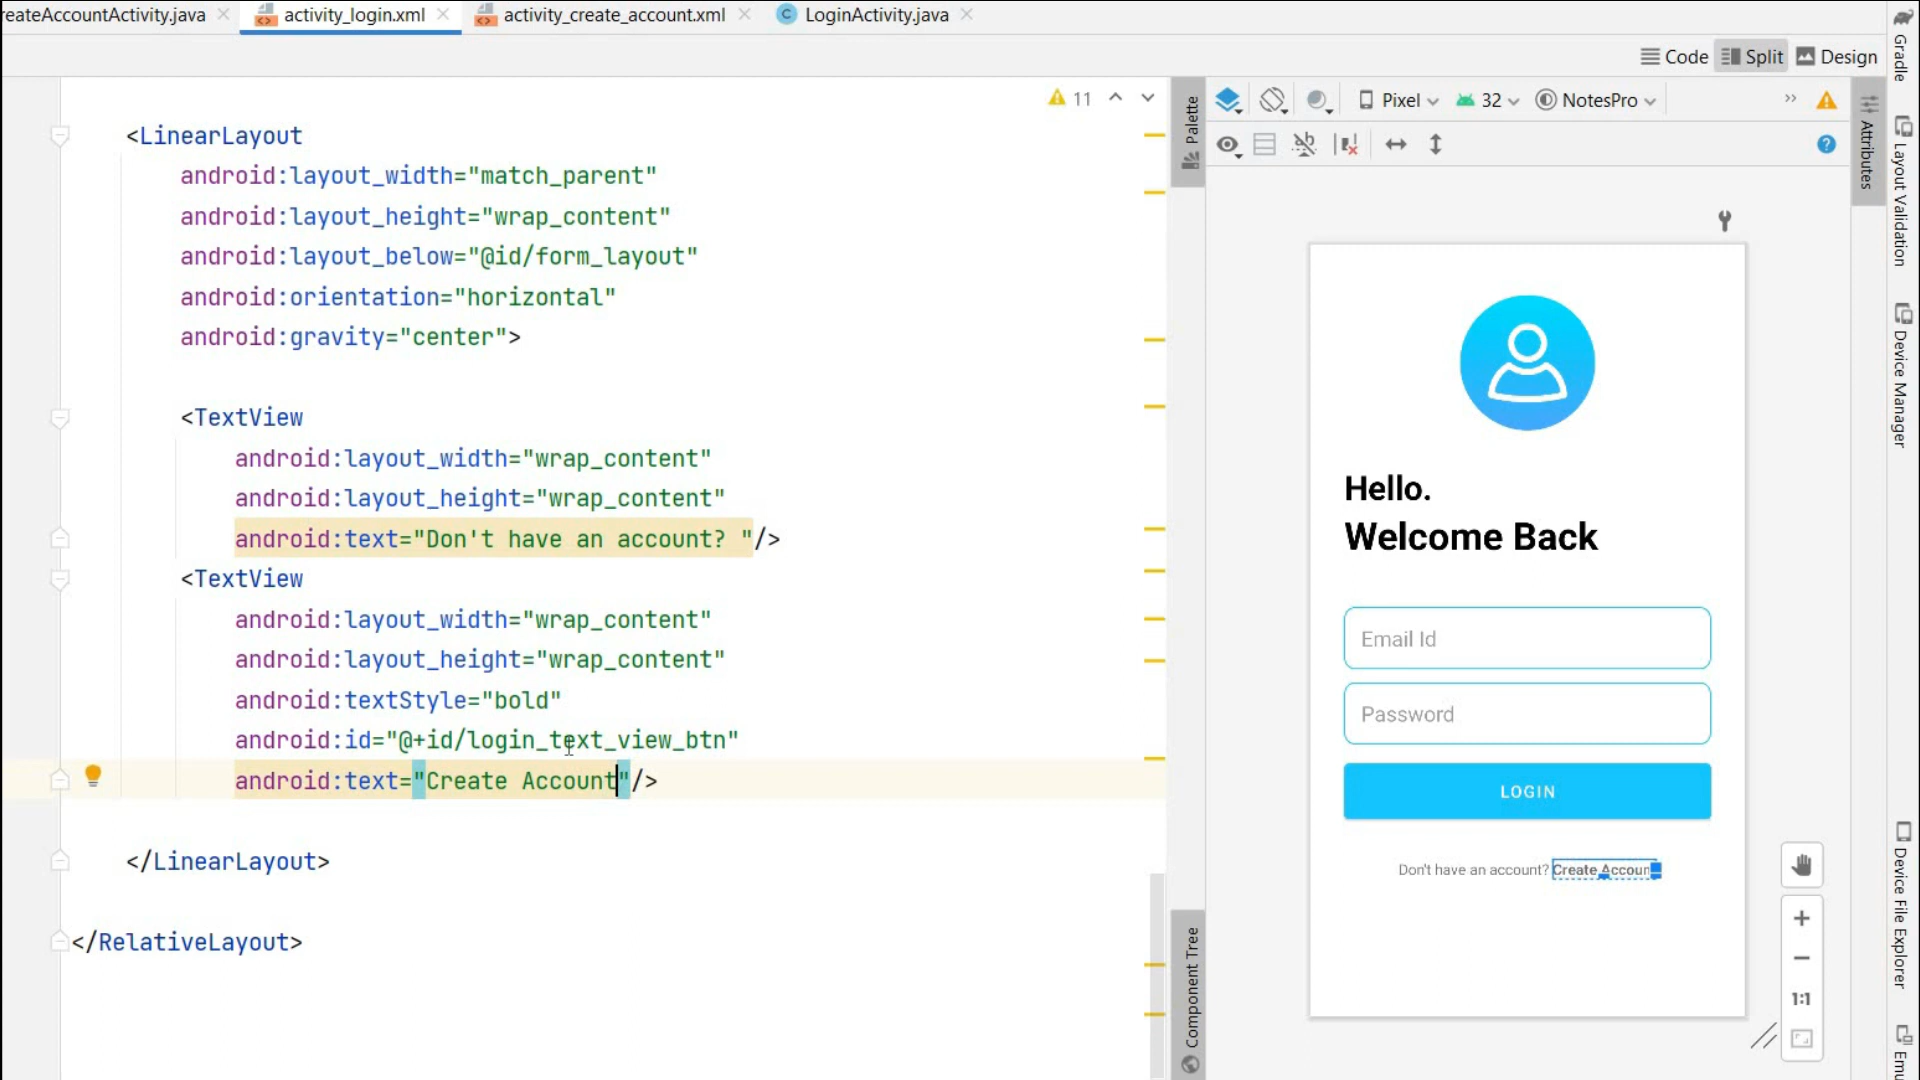 reateAccountActivity.java
activity_login.xml
activity_create_account.xml
C LoginActivity.java
Code
Split
Design
11
<LinearLayout
android:layout_width="match_parent"
android:layout_height="wrap_content"
android:layout_below="@id/form_layout"
android:orientation="horizontal"
android:gravity="center">
<TextView
android:layout_width="wrap_content"
android:layout_height="wrap_content"
android:text="Don't have an account? "/>
<TextView
android:layout_width="wrap_content"
android:layout_height="wrap_content"
android:textStyle="bold"
android:id="@+id/login_text_view_btn"
android:text="Create Account"/>
</LinearLayout>
</RelativeLayout>
Palette
Component Tree
Pixel
32
NotesPro
Hello.
Welcome Back
Email Id
Password
LOGIN
Don't have an account? Create Accoun
1:1
Attributes
Gradle
Layout Validation
Device Manager
Device File Explorer
Emu